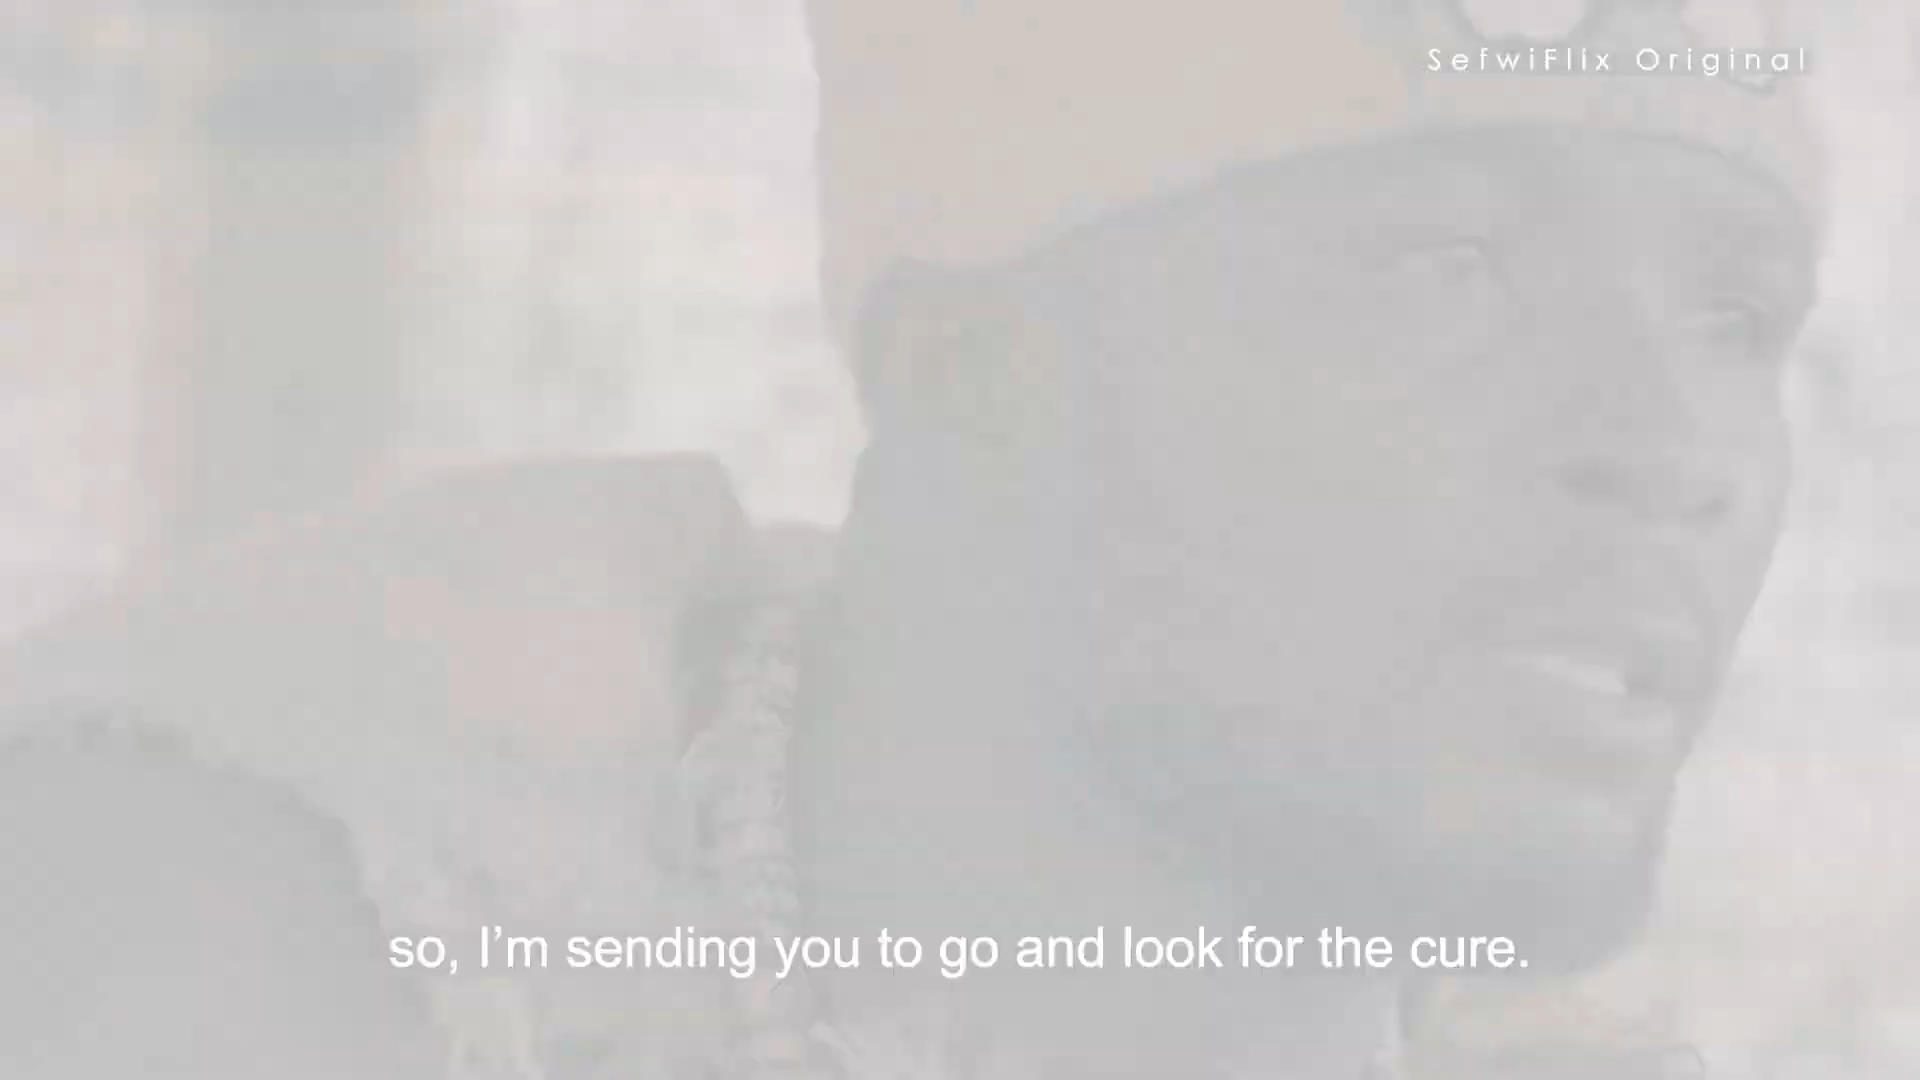 SefwiFlix Original
so, I’m sending you to go and look for the cure.